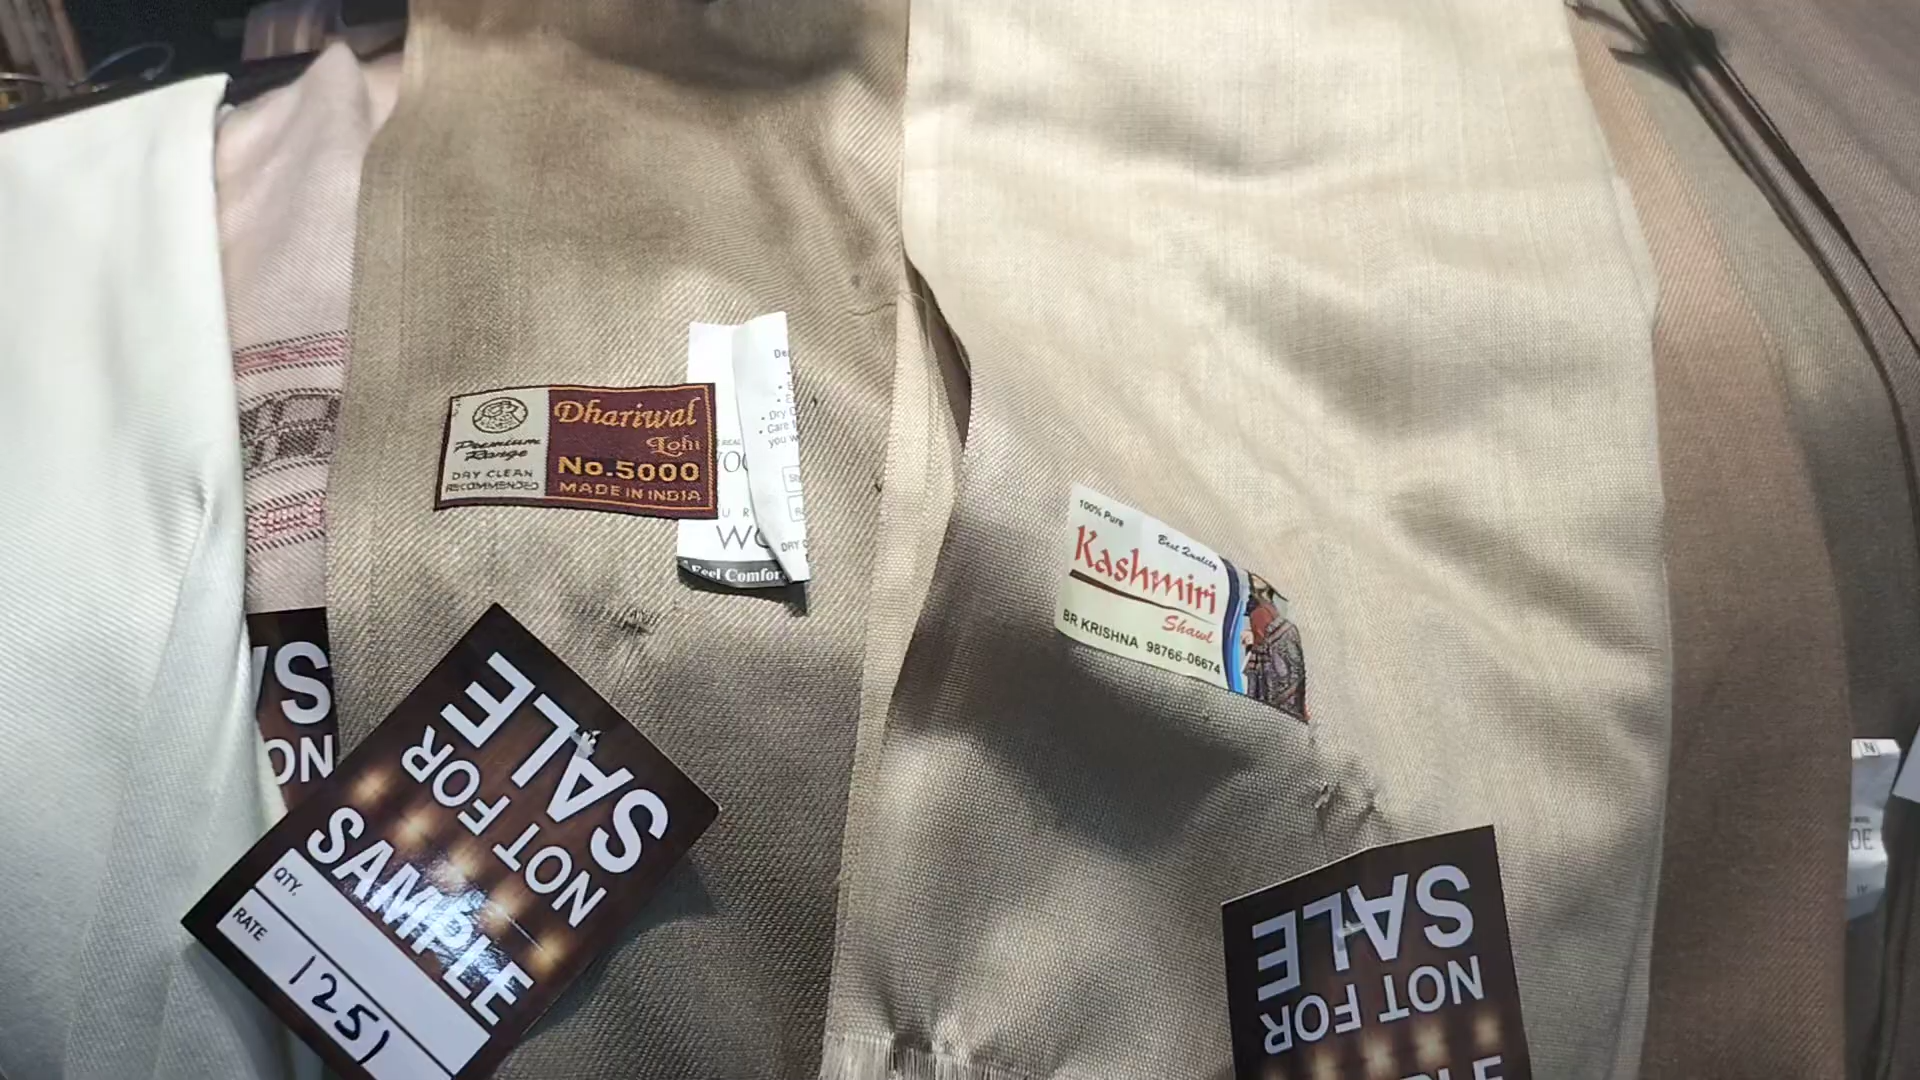 Premium
Range
DRY CLEAN
RECOMMENDED
Dhariwal
Lohi
No.5000
MADE IN INDIA
DRY
Feel
100% Pure
Best Quality
Kashmiri
Shawl
BR KRISHNA 98766-06674
NOT FOR
SALE
SAMPLE
QTY.
RATE
1251
NOT FOR
SALE